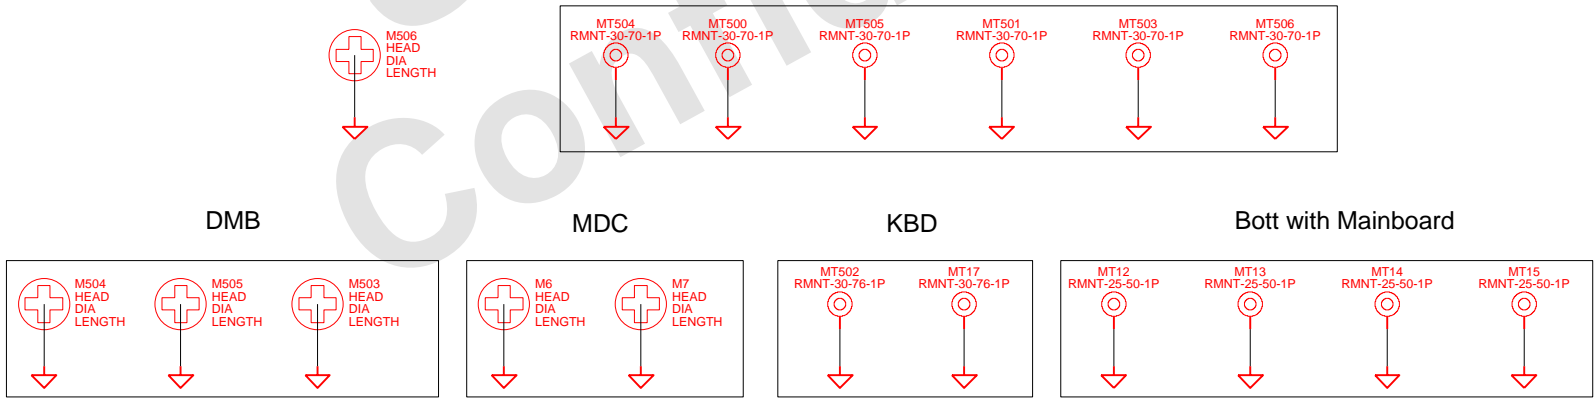 M506
HEAD
DIA
LENGTH
MT504
RMNT-30-70-1P
MT500
RMNT-30-70-1P
MT505
RMNT-30-70-1P
MT501
RMNT-30-70-1P
MT503
RMNT-30-70-1P
MT506
RMNT-30-70-1P
DMB
M504
HEAD
DIA
LENGTH
M505
HEAD
DIA
LENGTH
M503
HEAD
DIA
LENGTH
MDC
M6
HEAD
DIA
LENGTH
M7
HEAD
DIA
LENGTH
KBD
MT502
RMNT-30-76-1P
MT17
RMNT-30-76-1P
Bott with Mainboard
MT12
RMNT-25-50-1P
MT13
RMNT-25-50-1P
MT14
RMNT-25-50-1P
MT15
RMNT-25-50-1P